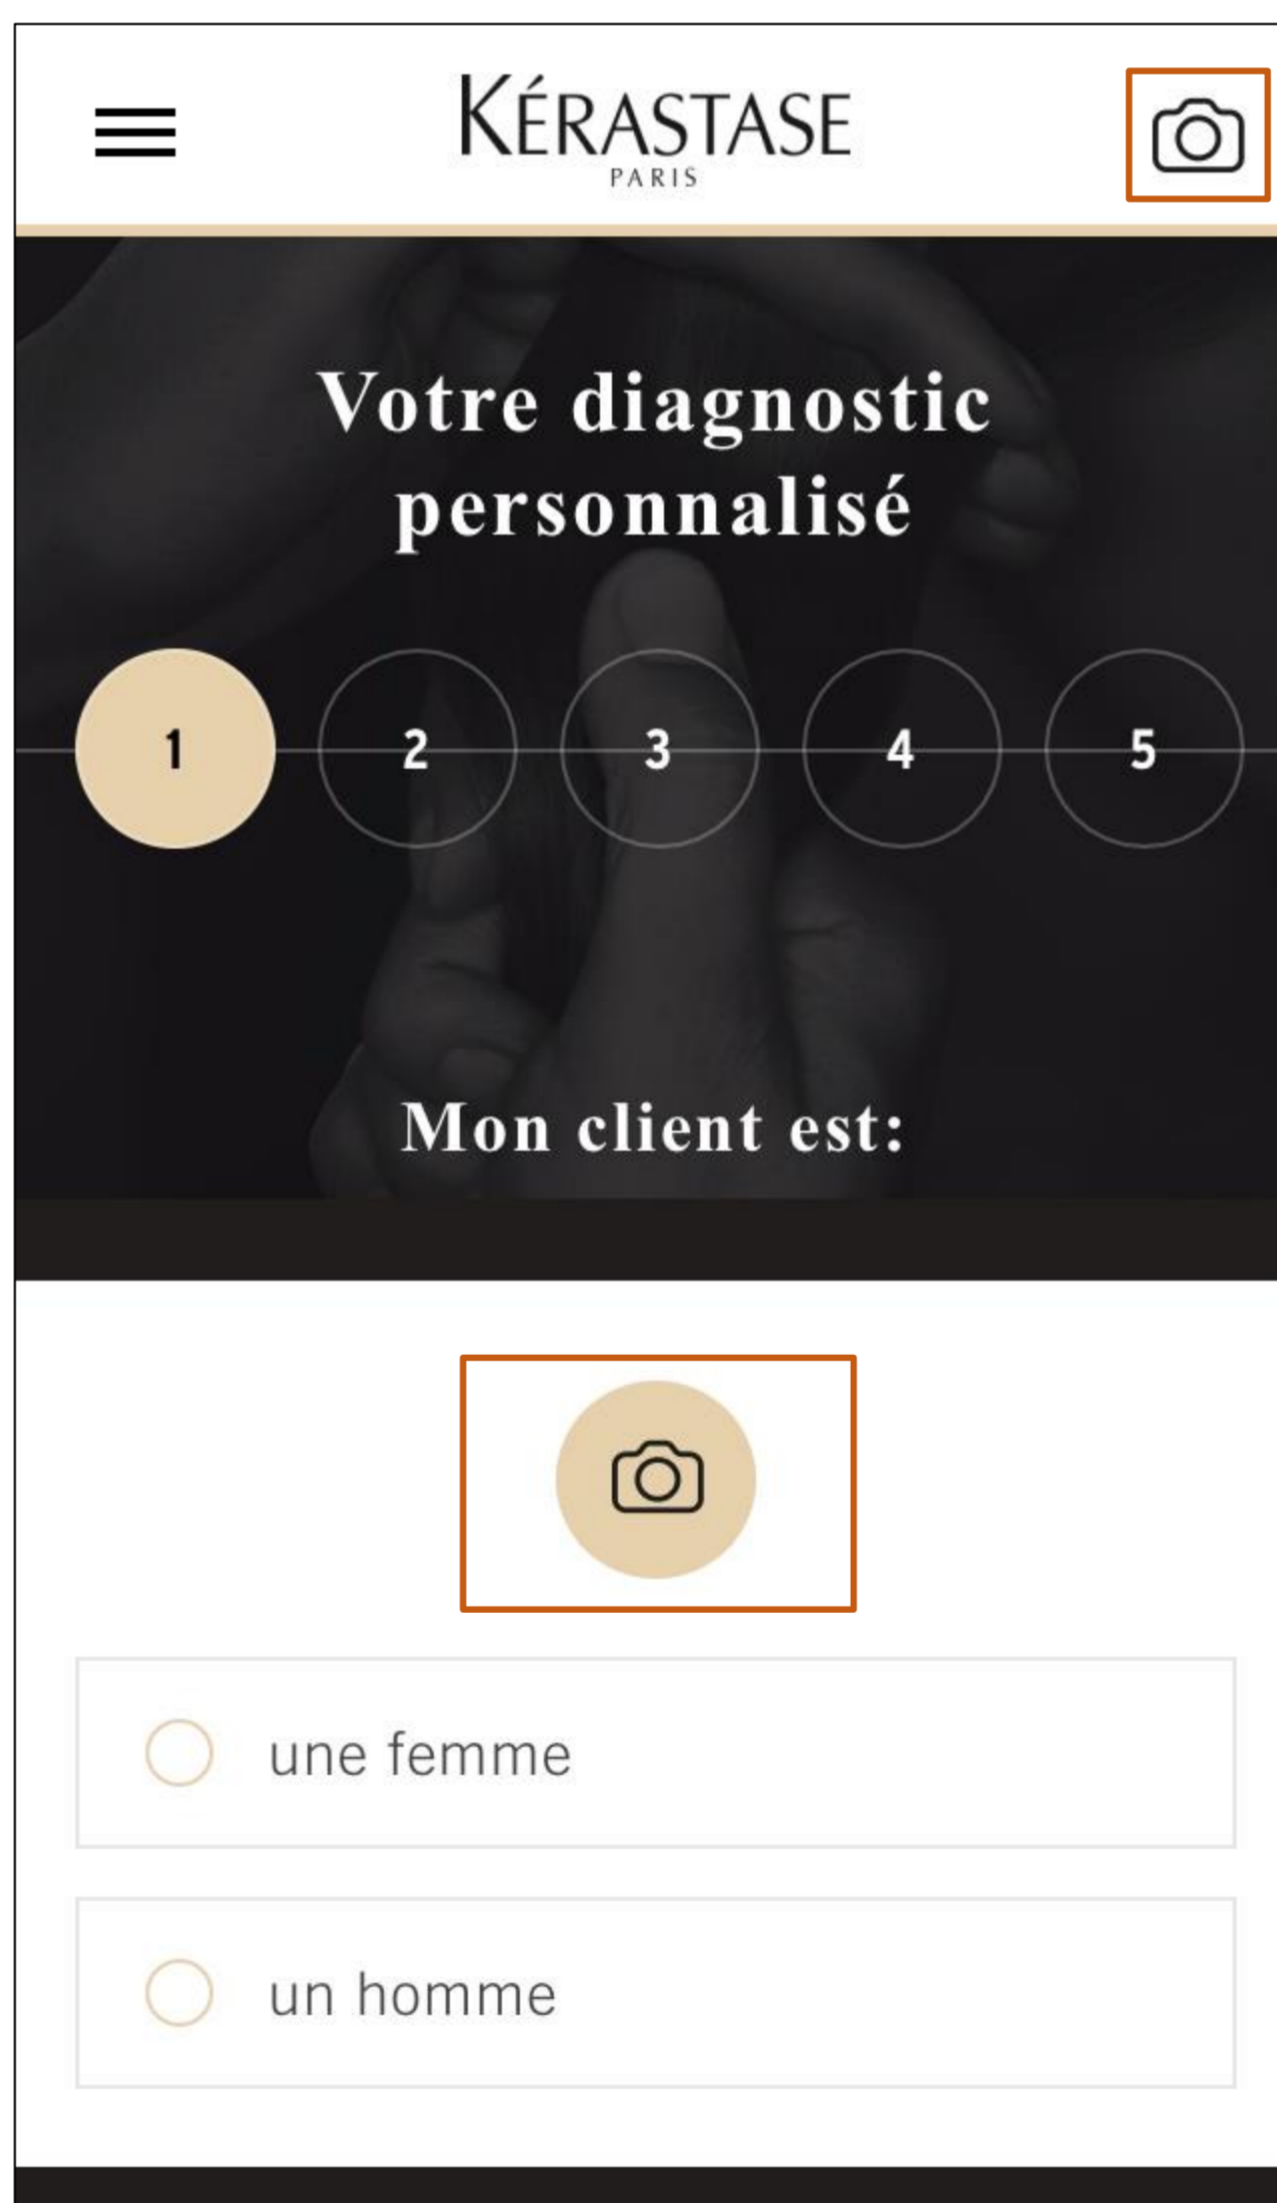 KÉRASTASE
PARIS
Votre diagnostic
personnalisé
1 2 3 4 5
Mon client est:
une femme
un homme